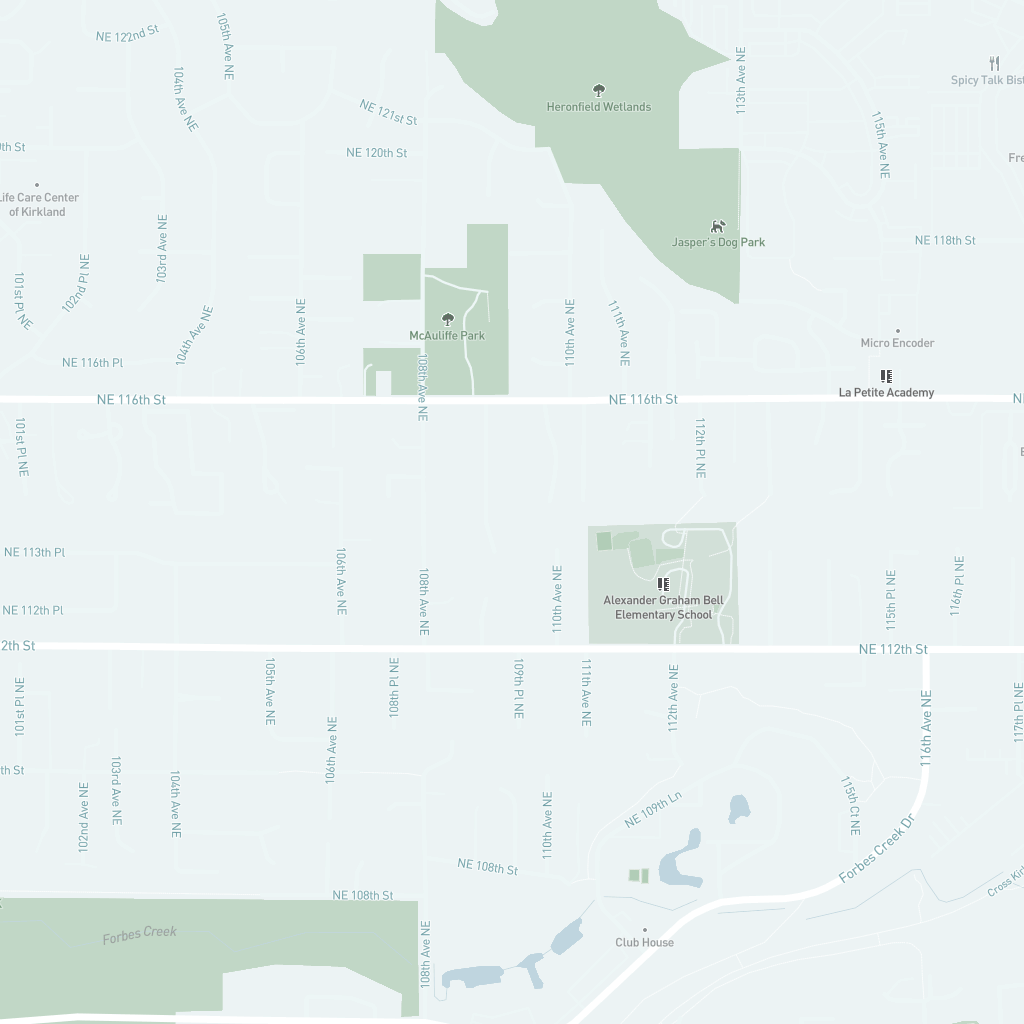 105th Ave NE
NE 122nd St
104th Ave NE
113th Ave NE
Spicy Talk
Heronfield Wetlands
NE 121st St
115th Ave NE
NE 120th St
Life Care Center
of Kirkland
103rd Ave NE
Jasper's Dog Park
NE 118th St
102nd Pl NE
101st Pl NE
104th Ave NE
106th Ave NE
McAuliffe Park
110th Ave NE
111th Ave NE
Micro Encoder
NE 116th Pl
108th Ave NE
La Petite Academy
NE 116th St
NE 116th St
101st Pl NE
112th Pl NE
NE 113th Pl
106th Ave NE
108th Ave NE
110th Ave NE
115th Pl NE
116th Pl NE
Alexander Graham Bell
Elementary School
NE 112th Pl
2th St
NE 112th St
101st Pl NE
105th Ave NE
108th Pl NE
109th Pl NE
111th Ave NE
112th Ave NE
116th Ave NE
117th Pl NE
106th Ave NE
th St
103rd Ave NE
102nd Ave NE
104th Ave NE
110th Ave NE
NE 109th Ln
115th Ct NE
Forbes Creek Dr
NE 108th St
NE 108th St
Cross
Forbes Creek
108th Ave NE
Club House